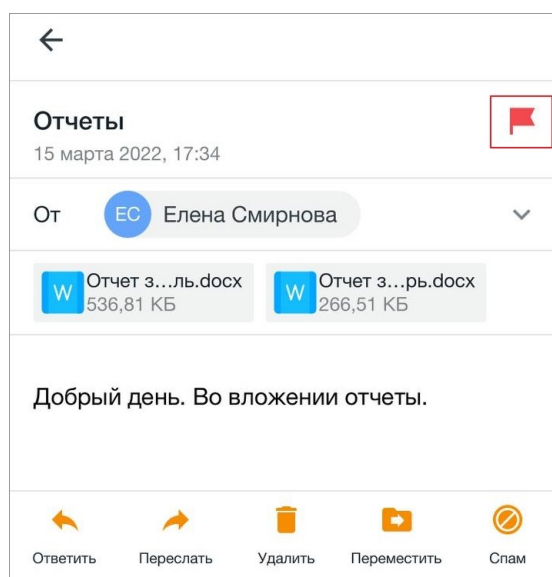 Отчеты
15 марта 2022, 17:34
От ЕС Елена Смирнова
W Отчет з...ль.docx W Отчет з...рь.docx
536,81 КБ 266,51 КБ
Добрый день. Во вложении отчеты.
Ответить Переслать Удалить Переместить Спам